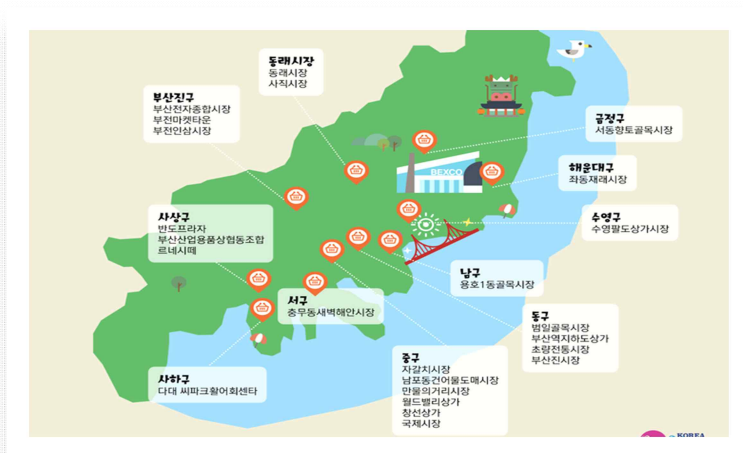 동래시장
동래시장
사직시장
부산진구
부산전자종합시장
부전마켓타운
부전인삼시장
금정구
서동향토골목시장
BEXCO
해운대구
좌동재래시장
사상구
반도프라자
부산산업용품상협동조합
르네시떼
수영구
수영팔도상가시장
남구
용호1동골목시장
서구
충무동새벽해안시장
동구
범일골목시장
부산역지하도상가
초량전통시장
부산진시장
중구
자갈치시장
남포동건어물도매시장
만물의거리시장
월드밸리상가
창선상가
국제시장
사하구
다대 씨파크활어회센타
KOREA